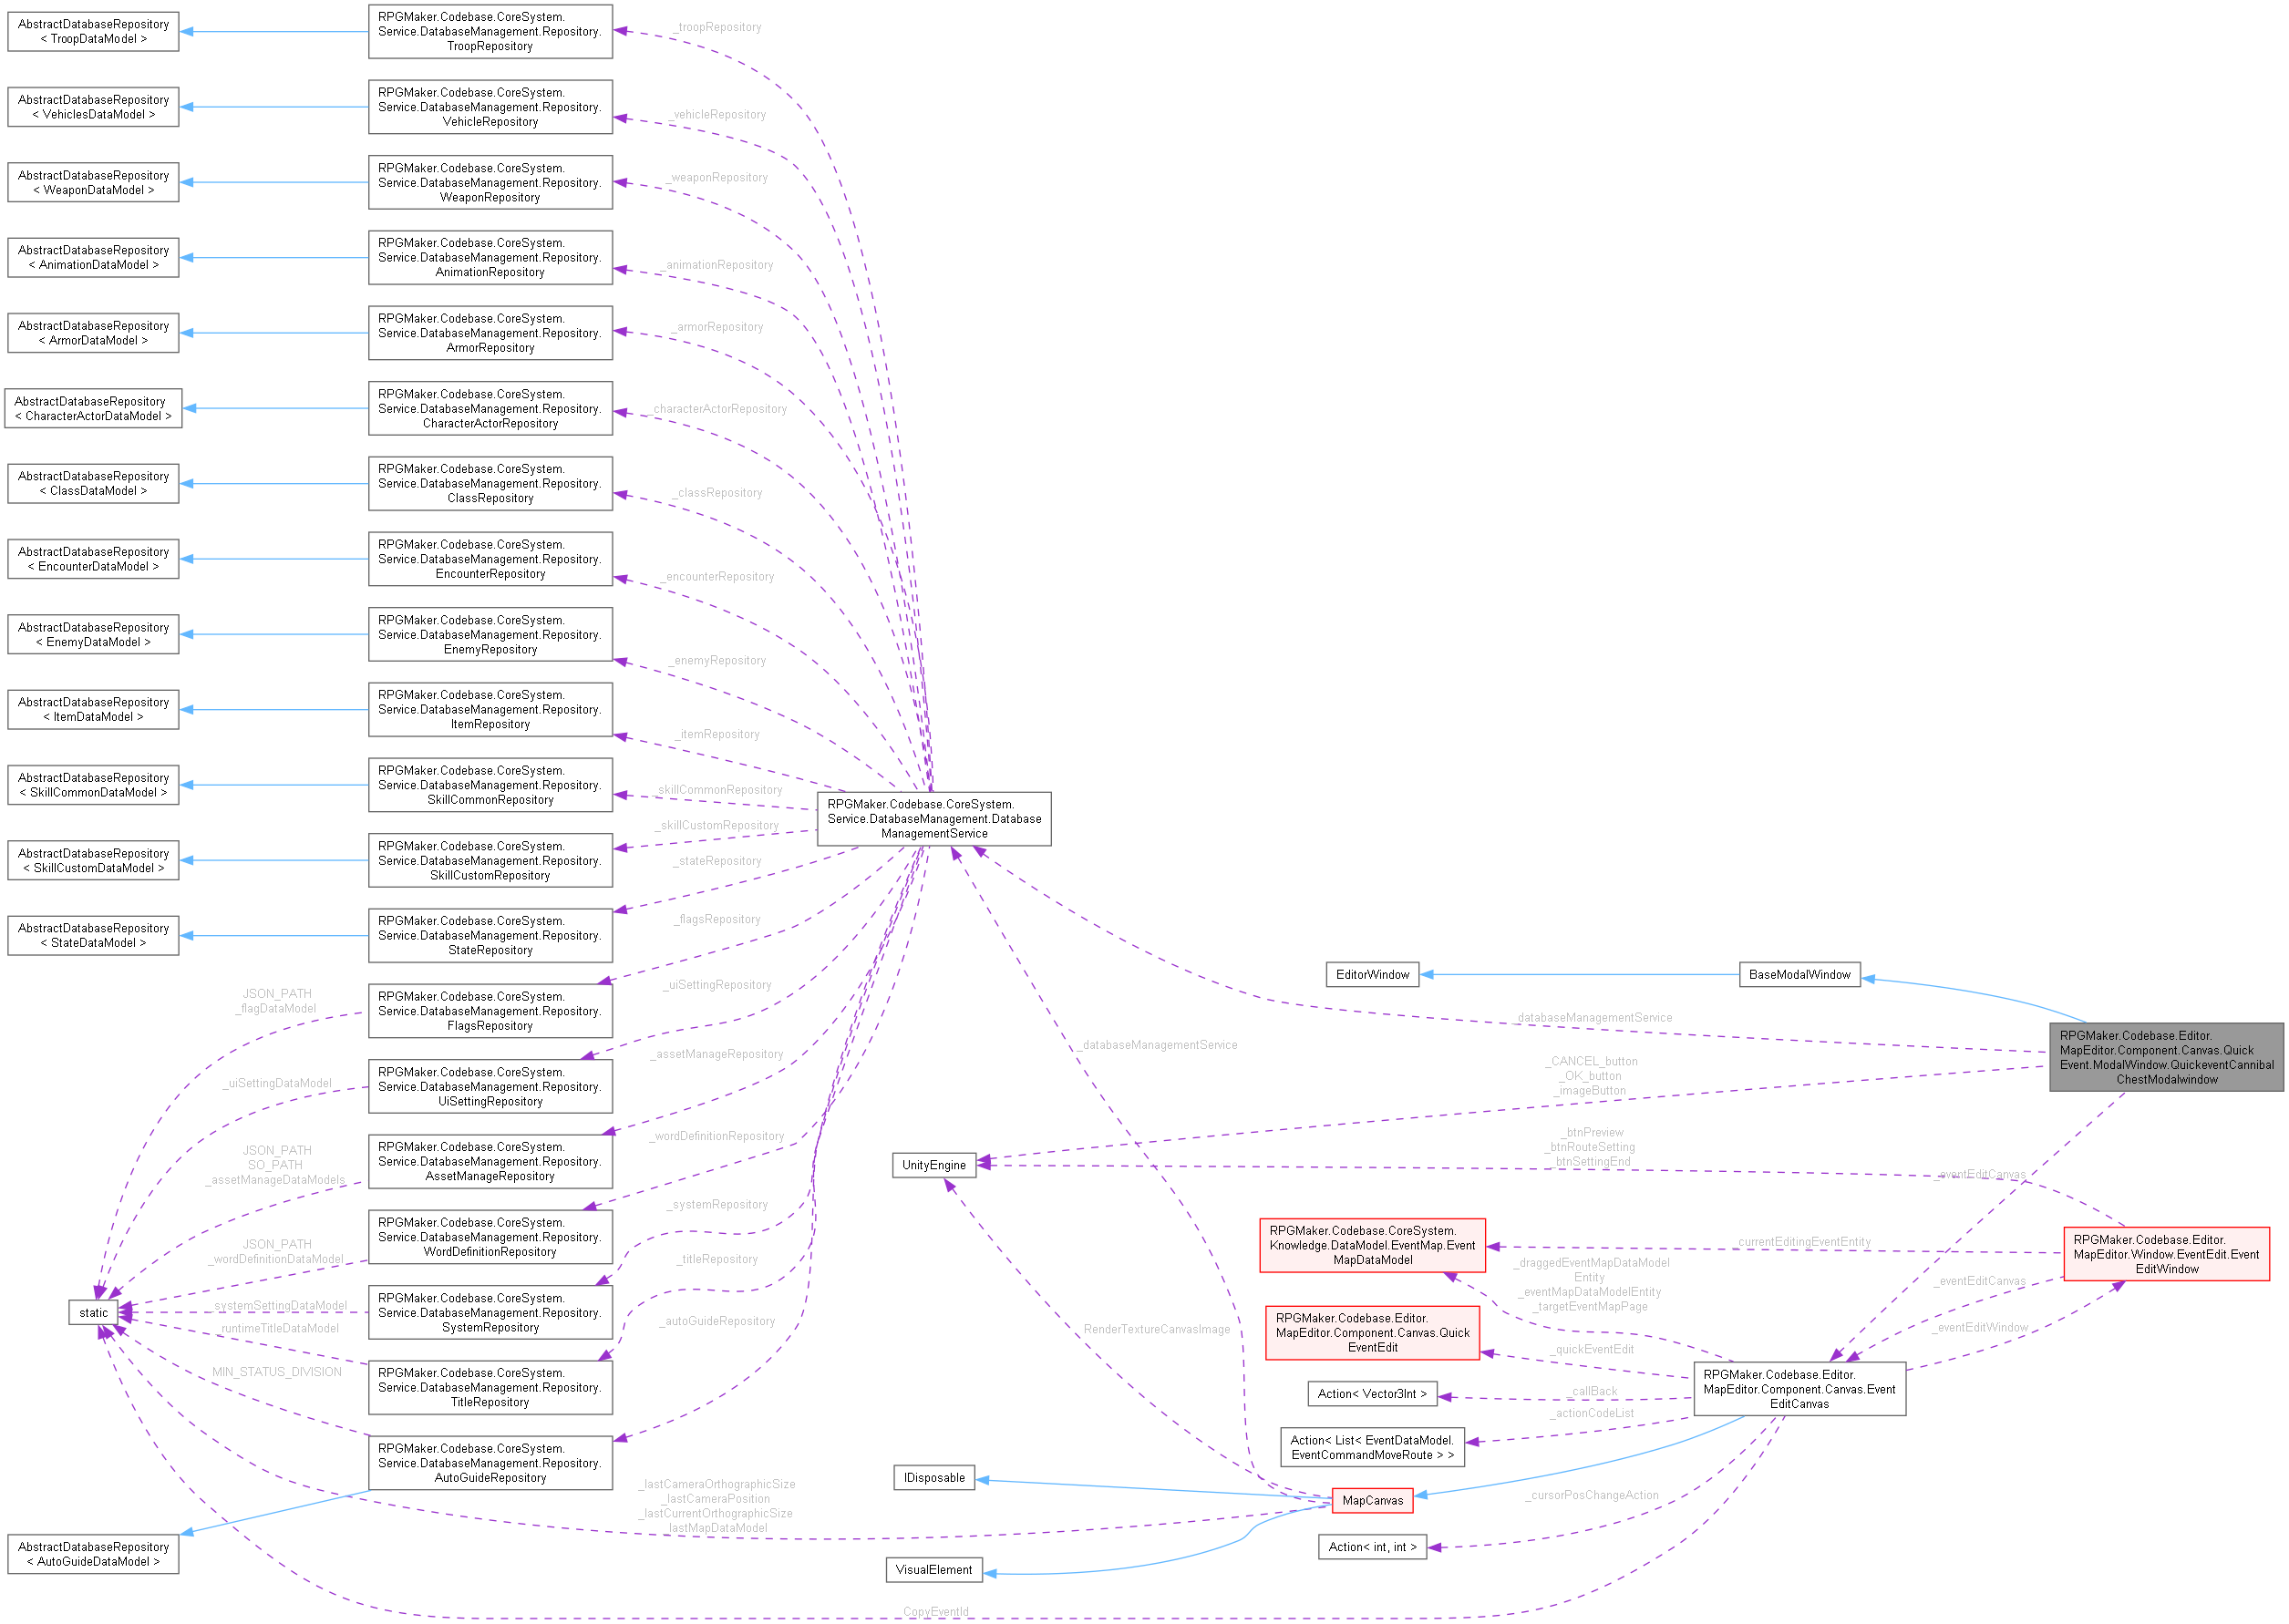 AbstractDatabaseRepository
< TroopDataModel >
AbstractDatabaseRepository
< VehiclesDataModel >
AbstractDatabaseRepository
< WeaponDataModel >
AbstractDatabaseRepository
< AnimationDataModel >
AbstractDatabaseRepository
< ArmorDataModel >
AbstractDatabaseRepository
< CharacterActorDataModel >
AbstractDatabaseRepository
< ClassDataModel >
AbstractDatabaseRepository
< EncounterDataModel >
AbstractDatabaseRepository
< EnemyDataModel >
AbstractDatabaseRepository
< ItemDataModel >
AbstractDatabaseRepository
< SkillCommonDataModel >
AbstractDatabaseRepository
< SkillCustomDataModel >
AbstractDatabaseRepository
< StateDataModel >
JSON_PATH
_flagDataModel
_uiSettingDataModel
JSON_PATH
SO_PATH
_assetManageDataModels
JSON_PATH
_wordDefinitionDataModel
_systemSettingDataModel
static
_runtimeTitleDataModel
MIN_STATUS_DIVISION
AbstractDatabaseRepository
< AutoGuideDataModel >
RPGMaker.Codebase.CoreSystem.
Service.DatabaseManagement.Repository.
TroopRepository
RPGMaker.Codebase.CoreSystem.
Service.DatabaseManagement.Repository.
VehicleRepository
RPGMaker.Codebase.CoreSystem.
Service.DatabaseManagement.Repository.
WeaponRepository
RPGMaker.Codebase.CoreSystem.
Service.DatabaseManagement.Repository.
AnimationRepository
RPGMaker.Codebase.CoreSystem.
Service.DatabaseManagement.Repository.
ArmorRepository
RPGMaker.Codebase.CoreSystem.
Service.DatabaseManagement.Repository.
CharacterActorRepository
RPGMaker.Codebase.CoreSystem.
Service.DatabaseManagement.Repository.
ClassRepository
RPGMaker.Codebase.CoreSystem.
Service.DatabaseManagement.Repository.
EncounterRepository
RPGMaker.Codebase.CoreSystem.
Service.DatabaseManagement.Repository.
EnemyRepository
RPGMaker.Codebase.CoreSystem.
Service.DatabaseManagement.Repository.
ItemRepository
RPGMaker.Codebase.CoreSystem.
Service.DatabaseManagement.Repository.
SkillCommonRepository
RPGMaker.Codebase.CoreSystem.
Service.DatabaseManagement.Repository.
SkillCustomRepository
RPGMaker.Codebase.CoreSystem.
Service.DatabaseManagement.Repository.
StateRepository
RPGMaker.Codebase.CoreSystem.
Service.DatabaseManagement.Repository.
FlagsRepository
RPGMaker.Codebase.CoreSystem.
Service.DatabaseManagement.Repository.
UiSettingRepository
RPGMaker.Codebase.CoreSystem.
Service.DatabaseManagement.Repository.
AssetManageRepository
RPGMaker.Codebase.CoreSystem.
Service.DatabaseManagement.Repository.
WordDefinitionRepository
RPGMaker.Codebase.CoreSystem.
Service.DatabaseManagement.Repository.
SystemRepository
RPGMaker.Codebase.CoreSystem.
Service.DatabaseManagement.Repository.
TitleRepository
RPGMaker.Codebase.CoreSystem.
Service.DatabaseManagement.Repository.
AutoGuideRepository
_troopRepository
_vehicleRepository
_weaponRepository
_animationRepository
_armorRepository
_characterActorRepository
_classRepository
_encounterRepository
_enemyRepository
_itemRepository
_skillCommonRepository
_skillCustomRepository
_stateRepository
_flagsRepository
_uiSettingRepository
_assetManageRepository
_wordDefinitionRepository
_systemRepository
_titleRepository
_autoGuideRepository
_lastCameraOrthographicSize
_lastCameraPosition
_lastCurrentOrthographicSize
_lastMapDataModel
RPGMaker.Codebase.CoreSystem.
Service.DatabaseManagement.Database
ManagementService
UnityEngine
IDisposable
VisualElement
CopyEventId
_databaseManagementService
RenderTextureCanvasImage
EditorWindow
BaseModalWindow
_databaseManagementService
_CANCEL_button
_OK_button
_imageButton
_btnPreview
_btnRouteSetting
_btnSettingEnd
RPGMaker.Codebase.CoreSystem.
Knowledge.DataModel.EventMap.Event
MapDataModel
RPGMaker.Codebase.Editor.
MapEditor.Component.Canvas.Quick
EventEdit
Action< Vector3Int >
Action< List< EventDataModel.
EventCommandMoveRoute > >
MapCanvas
Action< int, int >
_currentEditingEventEntity
_draggedEventMapDataModel
Entity
_eventMapDataModelEntity
_targetEventMapPage
_quickEventEdit
_callBack
_actionCodeList
_cursorPosChangeAction
RPGMaker.Codebase.Editor.
MapEditor.Component.Canvas.Event
EditCanvas
_eventEditCanvas
_eventEditCanvas
_eventEditWindow
RPGMaker.Codebase.Editor.
MapEditor.Component.Canvas.Quick
Event.ModalWindow.QuickeventCannibal
ChestModalwindow
RPGMaker.Codebase.Editor.
MapEditor.Window.EventEdit.Event
EditWindow